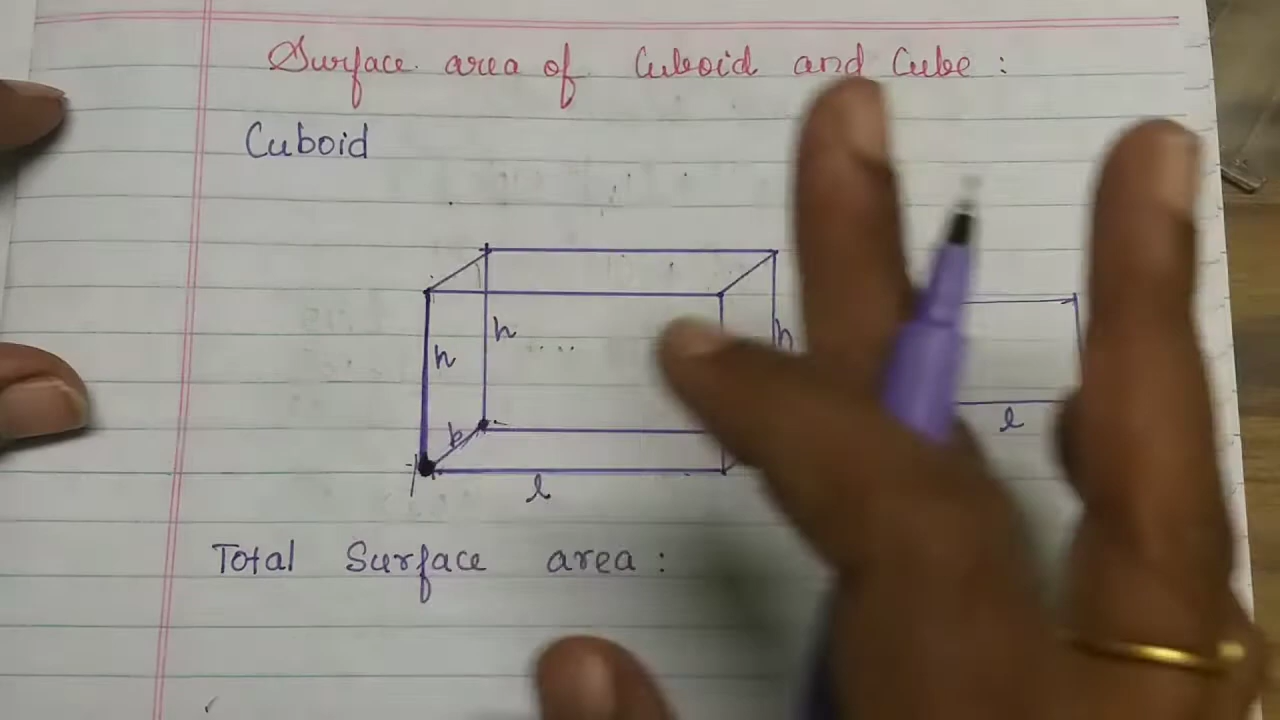 Surface area of Cuboid and Cube :
Cuboid
h
h
h
b
l
l
Total Surface area :